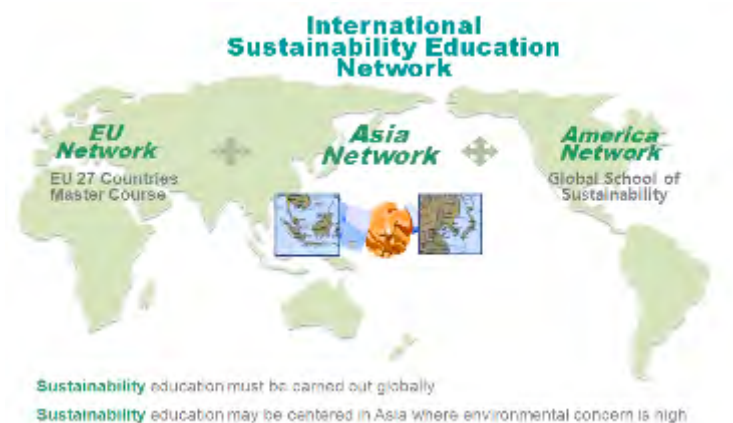 International
Sustainability Education
Network
EU
Network
EU 27 Countries
Master Course
Asia
Network
America
Network
Global School of
Sustainability
Sustainability education must be carried out globally
Sustainability education may be centered in Asia where environmental concern is high